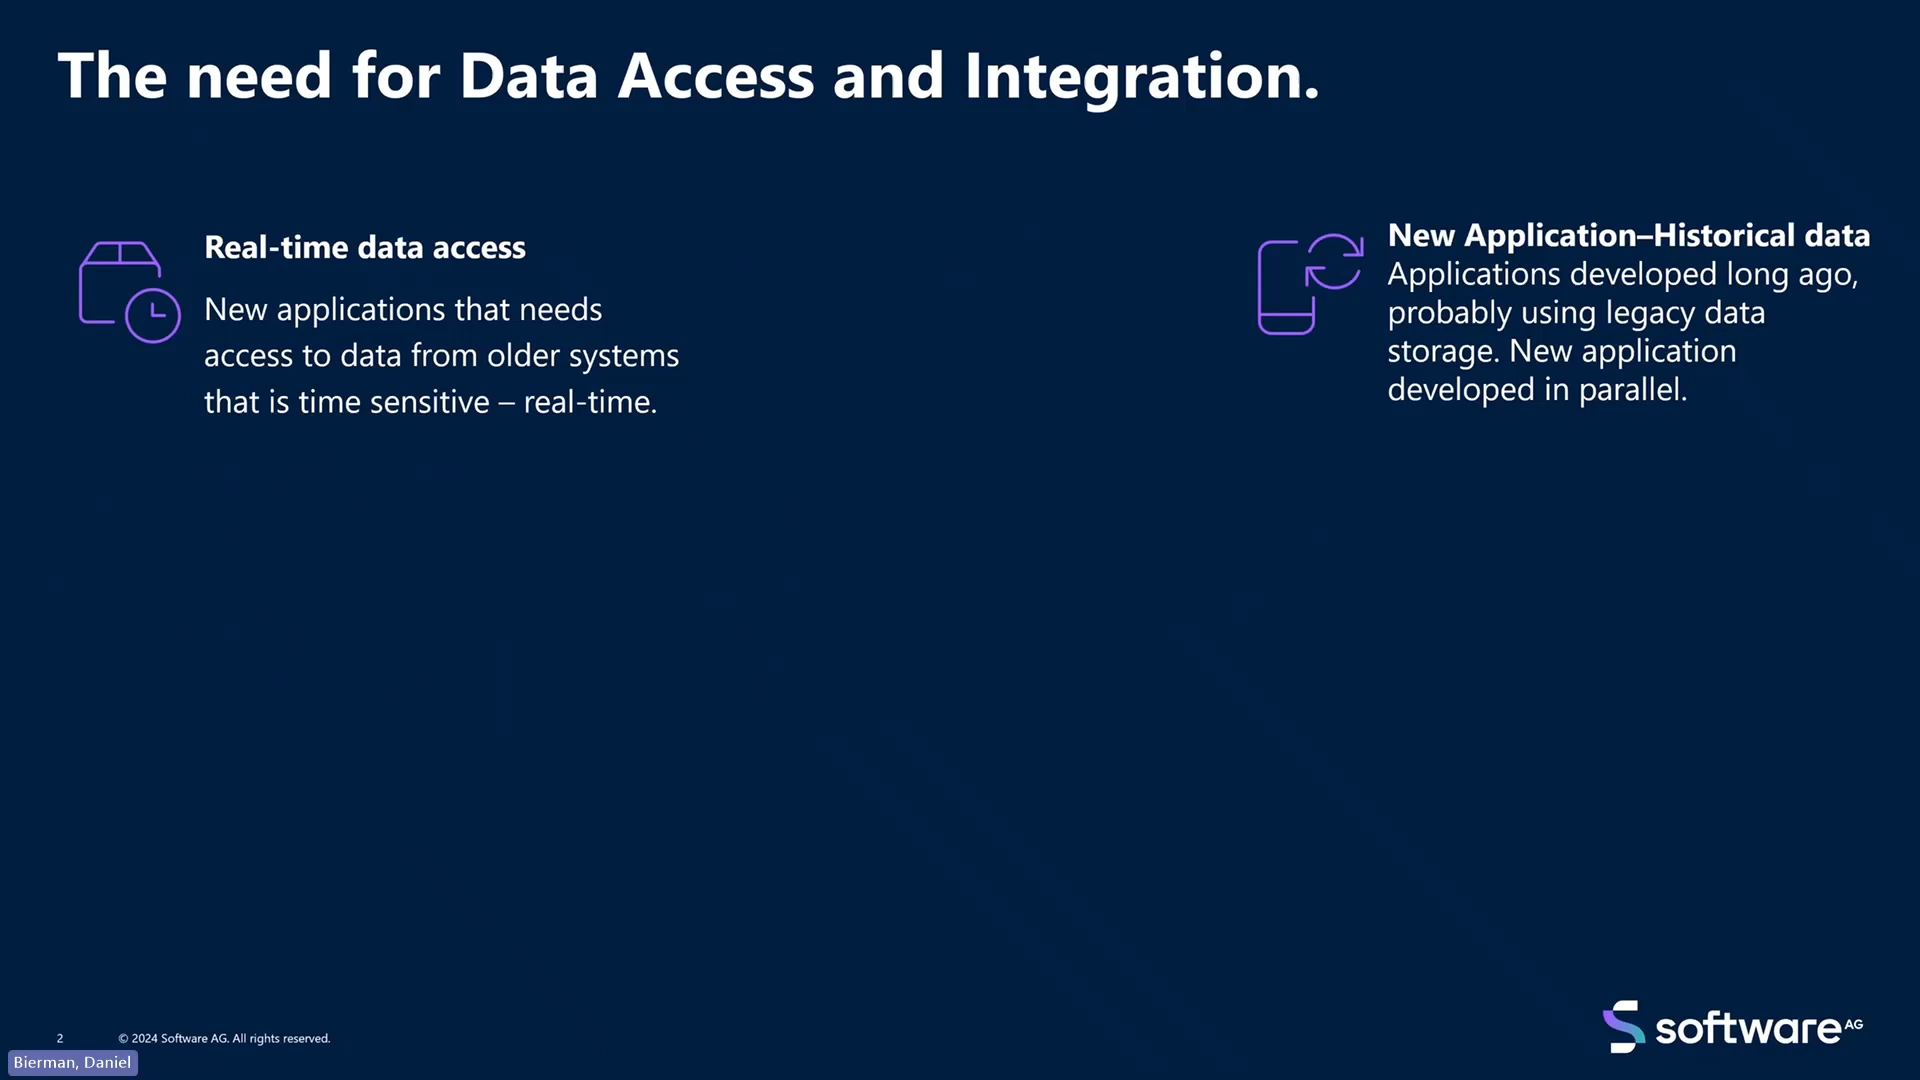 The need for Data Access and Integration.
Real-time data access
New applications that needs
access to data from older systems
that is time sensitive – real-time.
New Application–Historical data
Applications developed long ago,
probably using legacy data
storage. New application
developed in parallel.
2
© 2024 Software AG. All rights reserved.
Bierman, Daniel
software AG